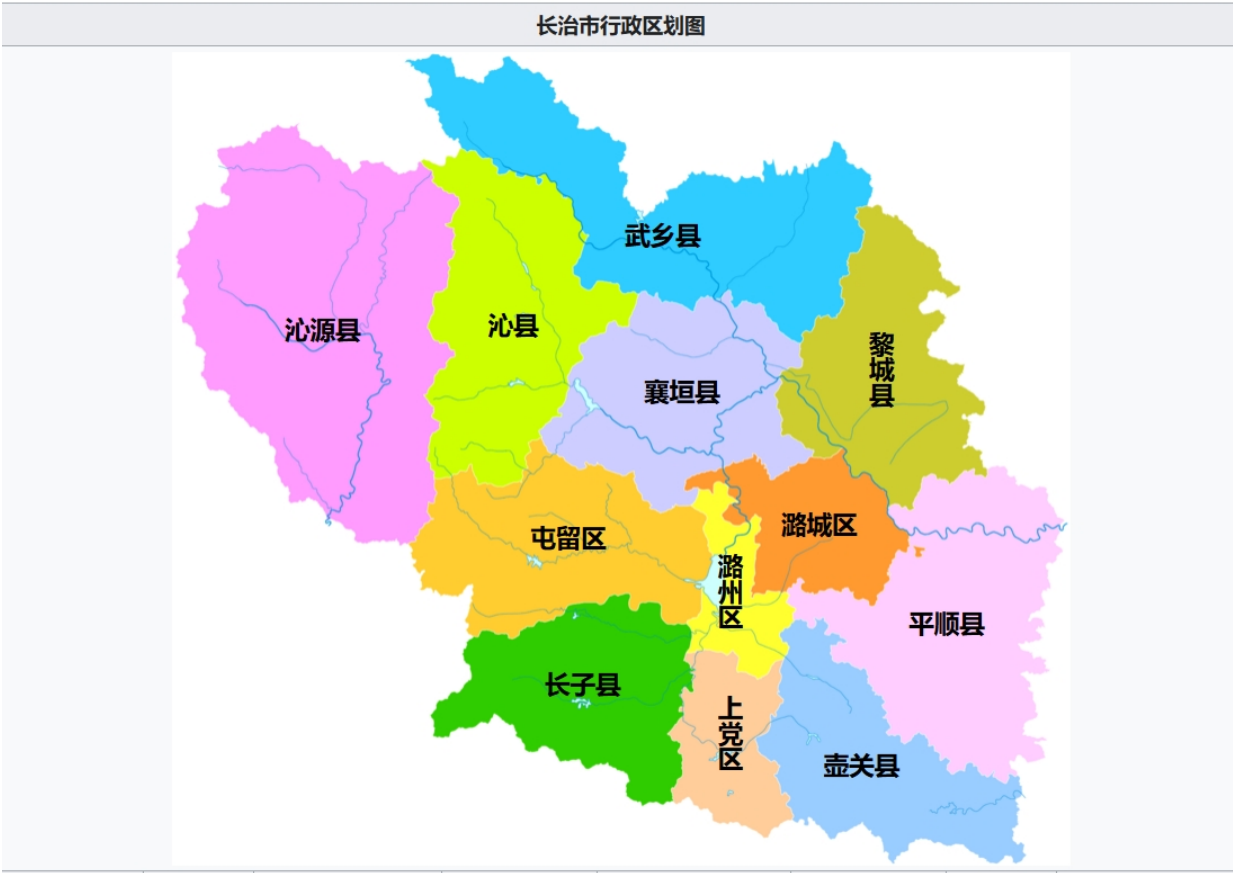 长治市行政区划图
武乡县
沁源县
沁县
黎城县
襄垣县
潞城区
屯留区
潞州区
平顺县
长子县
上党区
壶关县